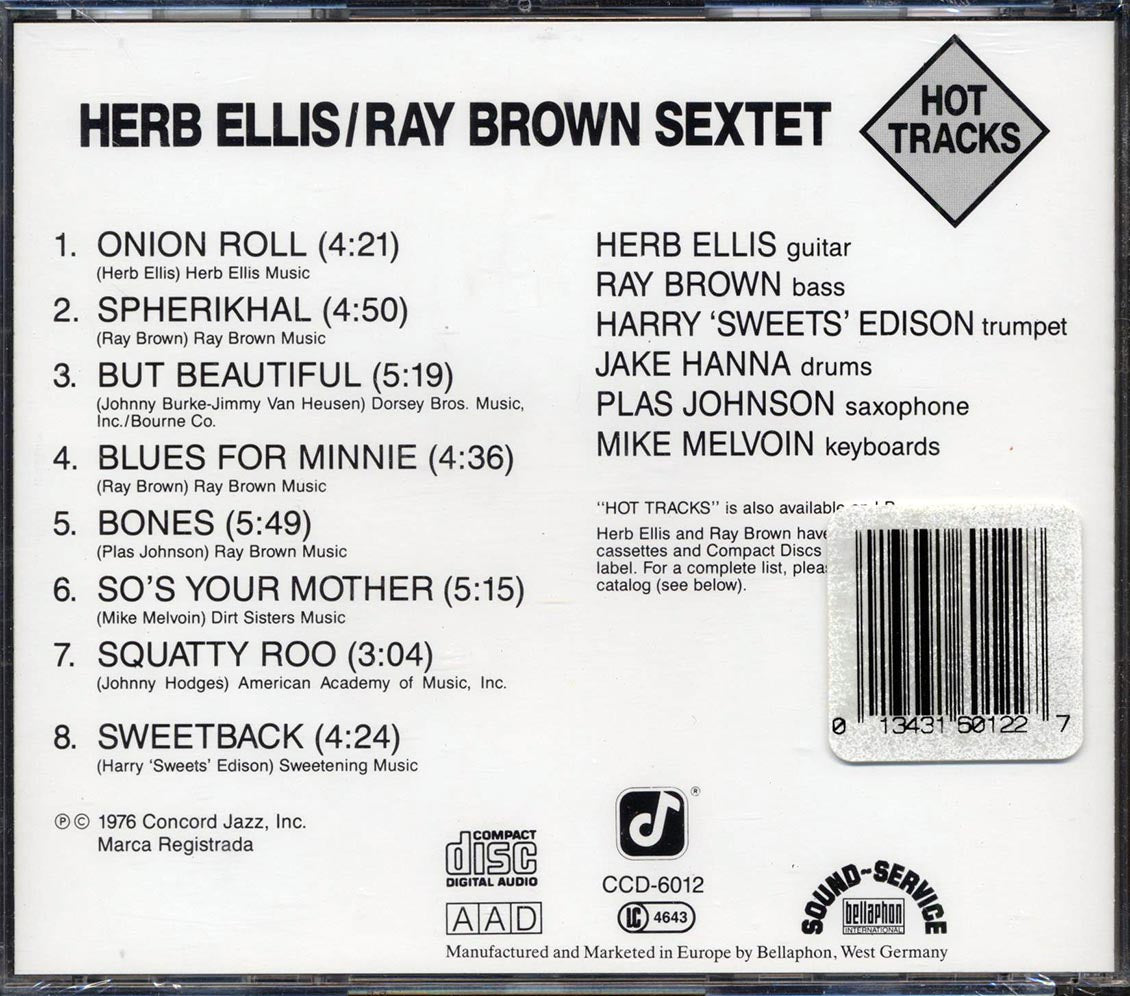 HERB ELLIS/RAY BROWN SEXTET
HOT
TRACKS
1. ONION ROLL (4:21)
(Herb Ellis) Herb Ellis Music
2. SPHERIKHAL (4:50)
(Ray Brown) Ray Brown Music
3. BUT BEAUTIFUL (5:19)
(Johnny Burke-Jimmy Van Heusen) Dorsey Bros. Music,
Inc./Bourne Co.
4. BLUES FOR MINNIE (4:36)
(Ray Brown) Ray Brown Music
5. BONES (5:49)
(Plas Johnson) Ray Brown Music
6. SO'S YOUR MOTHER (5:15)
(Mike Melvoin) Dirt Sisters Music
7. SQUATTY ROO (3:04)
(Johnny Hodges) American Academy of Music, Inc.
8. SWEETBACK (4:24)
(Harry 'Sweets' Edison) Sweetening Music
℗ © 1976 Concord Jazz, Inc.
Marca Registrada
HERB ELLIS guitar
RAY BROWN bass
HARRY 'SWEETS' EDISON trumpet
JAKE HANNA drums
PLAS JOHNSON saxophone
MIKE MELVOIN keyboards
"HOT TRACKS" is also available
Herb Ellis and Ray Brown have
cassettes and Compact Discs
label. For a complete list,
catalog (see below).
0 13431 60122 7
COMPACT
disc
DIGITAL AUDIO
AAD
®
CCD-6012
LC 4643
SOUND~SERVICE
bellaphon
INTERNATIONAL
Manufactured and Marketed in Europe by Bellaphon, West Germany